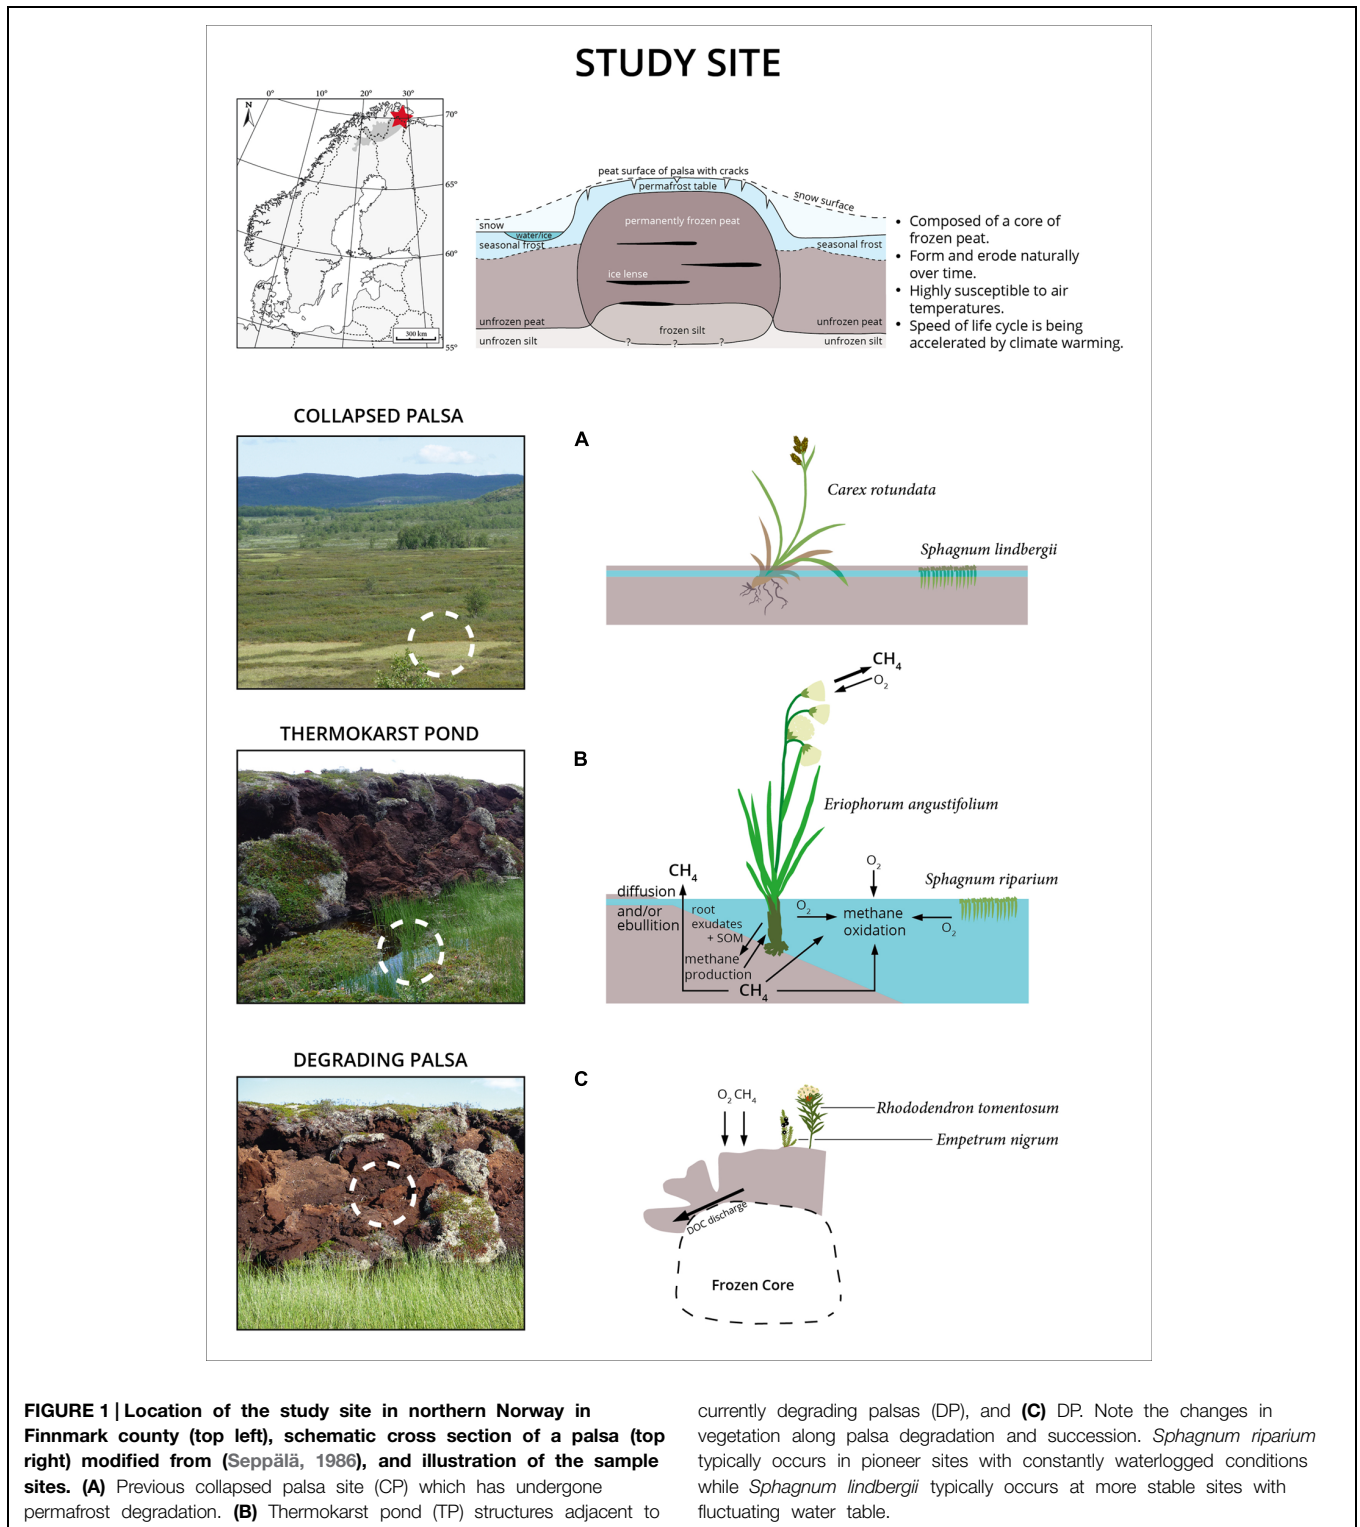 STUDY SITE
N
0°
10°
20°
30°
70°
65°
60°
55°
300 km
peat surface of palsa with cracks
permafrost table
snow surface
permanently frozen peat
snow
water/ice
seasonal frost
seasonal frost
ice lense
unfrozen peat
unfrozen peat
frozen silt
unfrozen silt
unfrozen silt
? ? ?
• Composed of a core of
frozen peat.
• Form and erode naturally
over time.
• Highly susceptible to air
temperatures.
• Speed of life cycle is being
accelerated by climate warming.
COLLAPSED PALSA
A
Carex rotundata
Sphagnum lindbergii
THERMOKARST POND
B
CH4
O2
Eriophorum angustifolium
O2
CH4
Sphagnum riparium
diffusion
and/or
ebullition
root
exudates
+ SOM
O2
methane
oxidation
O2
methane
production
CH4
DEGRADING PALSA
C
O2 CH4
Rhododendron tomentosum
Empetrum nigrum
DOC discharge
Frozen Core
FIGURE 1 | Location of the study site in northern Norway in
Finnmark county (top left), schematic cross section of a palsa (top
right) modified from (Seppälä, 1986), and illustration of the sample
sites. (A) Previous collapsed palsa site (CP) which has undergone
permafrost degradation. (B) Thermokarst pond (TP) structures adjacent to
currently degrading palsas (DP), and (C) DP. Note the changes in
vegetation along palsa degradation and succession. Sphagnum riparium
typically occurs in pioneer sites with constantly waterlogged conditions
while Sphagnum lindbergii typically occurs at more stable sites with
fluctuating water table.